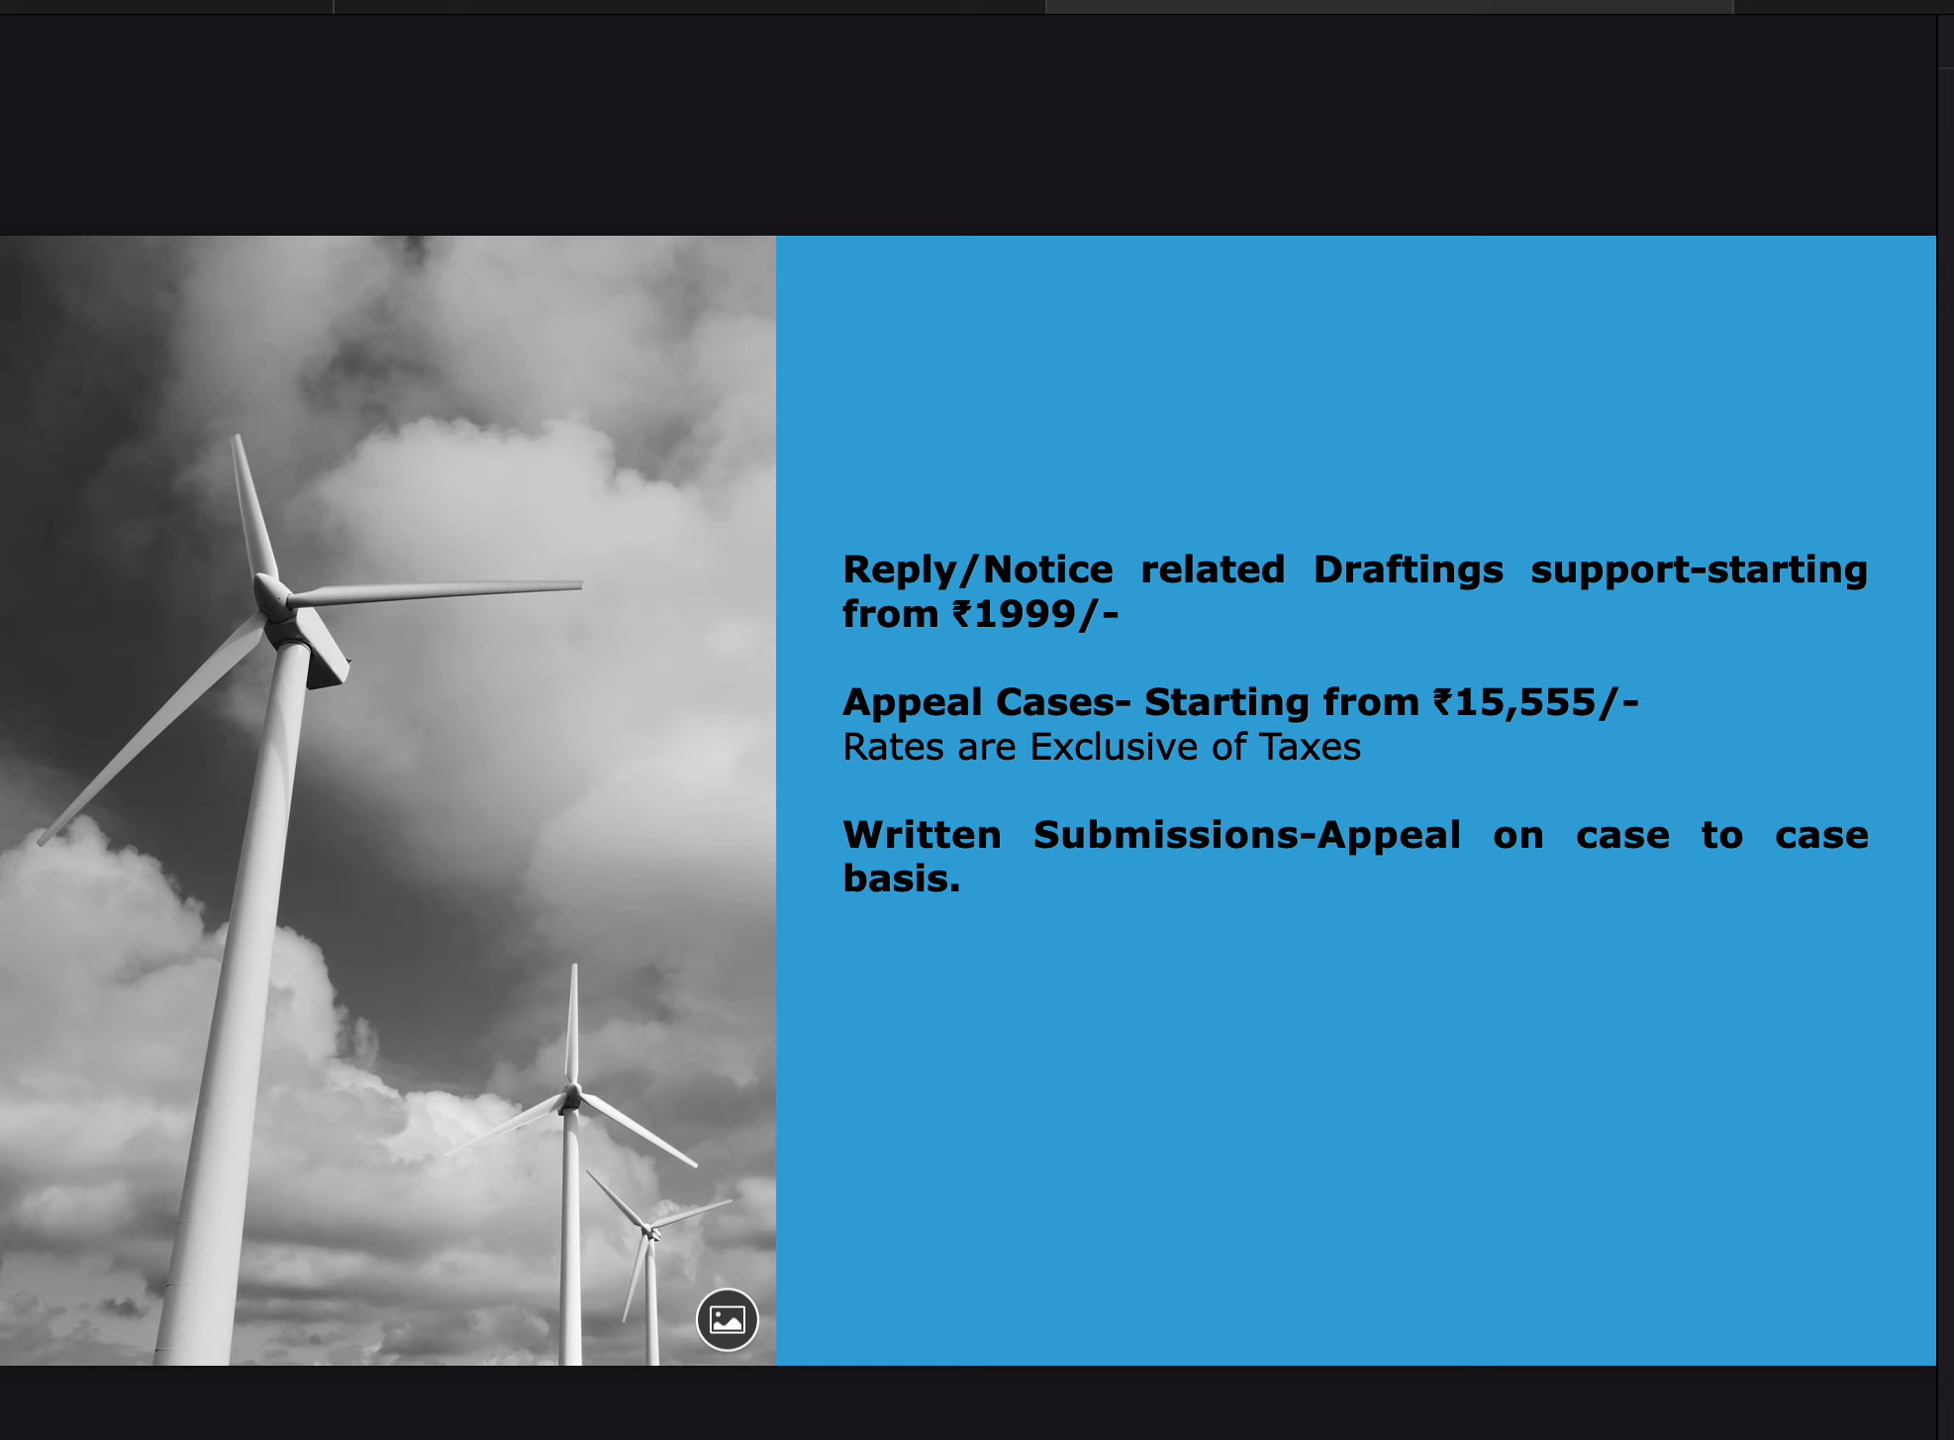 Reply/Notice related Draftings support-starting
from ₹1999/-
Appeal Cases- Starting from ₹15,555/-
Rates are Exclusive of Taxes
Written Submissions-Appeal on case to case
basis.